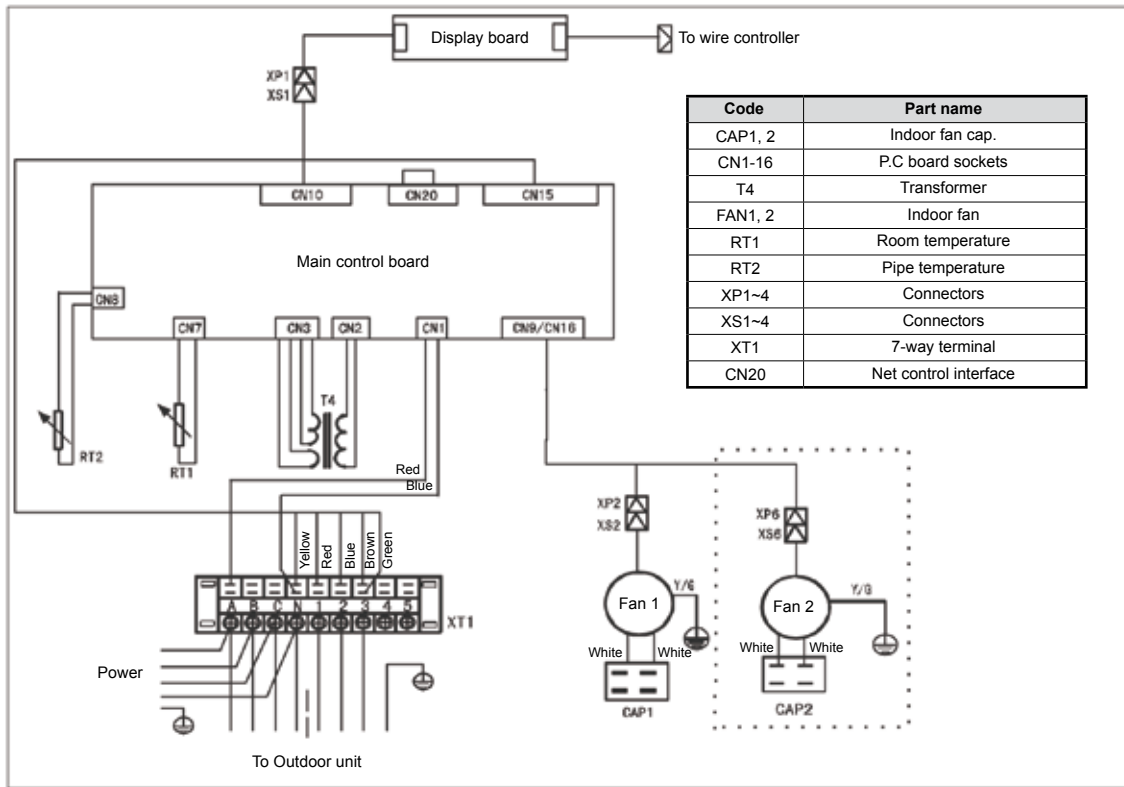 Display board
To wire controller
XP1
XS1
Code Part name
CAP1, 2 Indoor fan cap.
CN1-16 P.C board sockets
T4 Transformer
FAN1, 2 Indoor fan
RT1 Room temperature
RT2 Pipe temperature
XP1~4 Connectors
XS1~4 Connectors
XT1 7-way terminal
CN20 Net control interface
CN10 CN20 CN15
Main control board
CN8
CN7 CN3 CN2 CN1 CN9/CN16
T4
RT2
RT1
Red
Blue
Yellow
Red
Blue
Brown
Green
A B C N 1 2 3 4 5
XT1
Power
To Outdoor unit
XP2
XS2
Fan 1
Y/G
White White
CAP1
XP6
XS6
Fan 2
Y/G
White White
CAP2